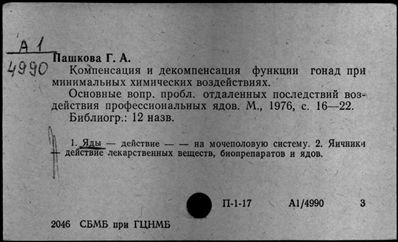 А 1
4990
Пашкова Г. А.
Компенсация и декомпенсация функции гонад при
минимальных химических воздействиях.
Основные вопр. пробл. отдаленных последствий воз-
действия профессиональных ядов. М., 1976, с. 16—22.
Библиогр.: 12 назв.
1. Яды — действие — — на мочеполовую систему. 2. Яичники
— действие лекарственных веществ, биопрепаратов и ядов.
П-1-17 А1/4990 3
2046 СБМБ при ГЦНМБ